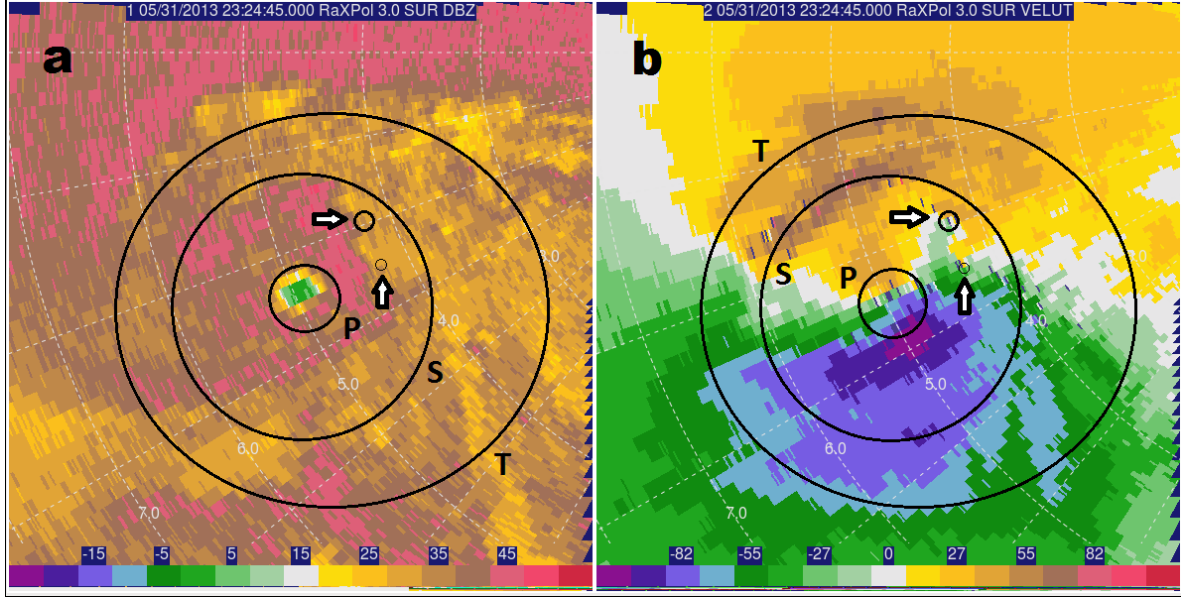 1 05/31/2013 23:24:45.000 RaXPol 3.0 SUR DBZ
2 05/31/2013 23:24:45.000 RaXPol 3.0 SUR VELUT
a
b
T
S
P
P
S
T
4.0
5.0
6.0
7.0
4.0
5.0
6.0
7.0
-15 -5 5 15 25 35 45
-82 -55 -27 0 27 55 82